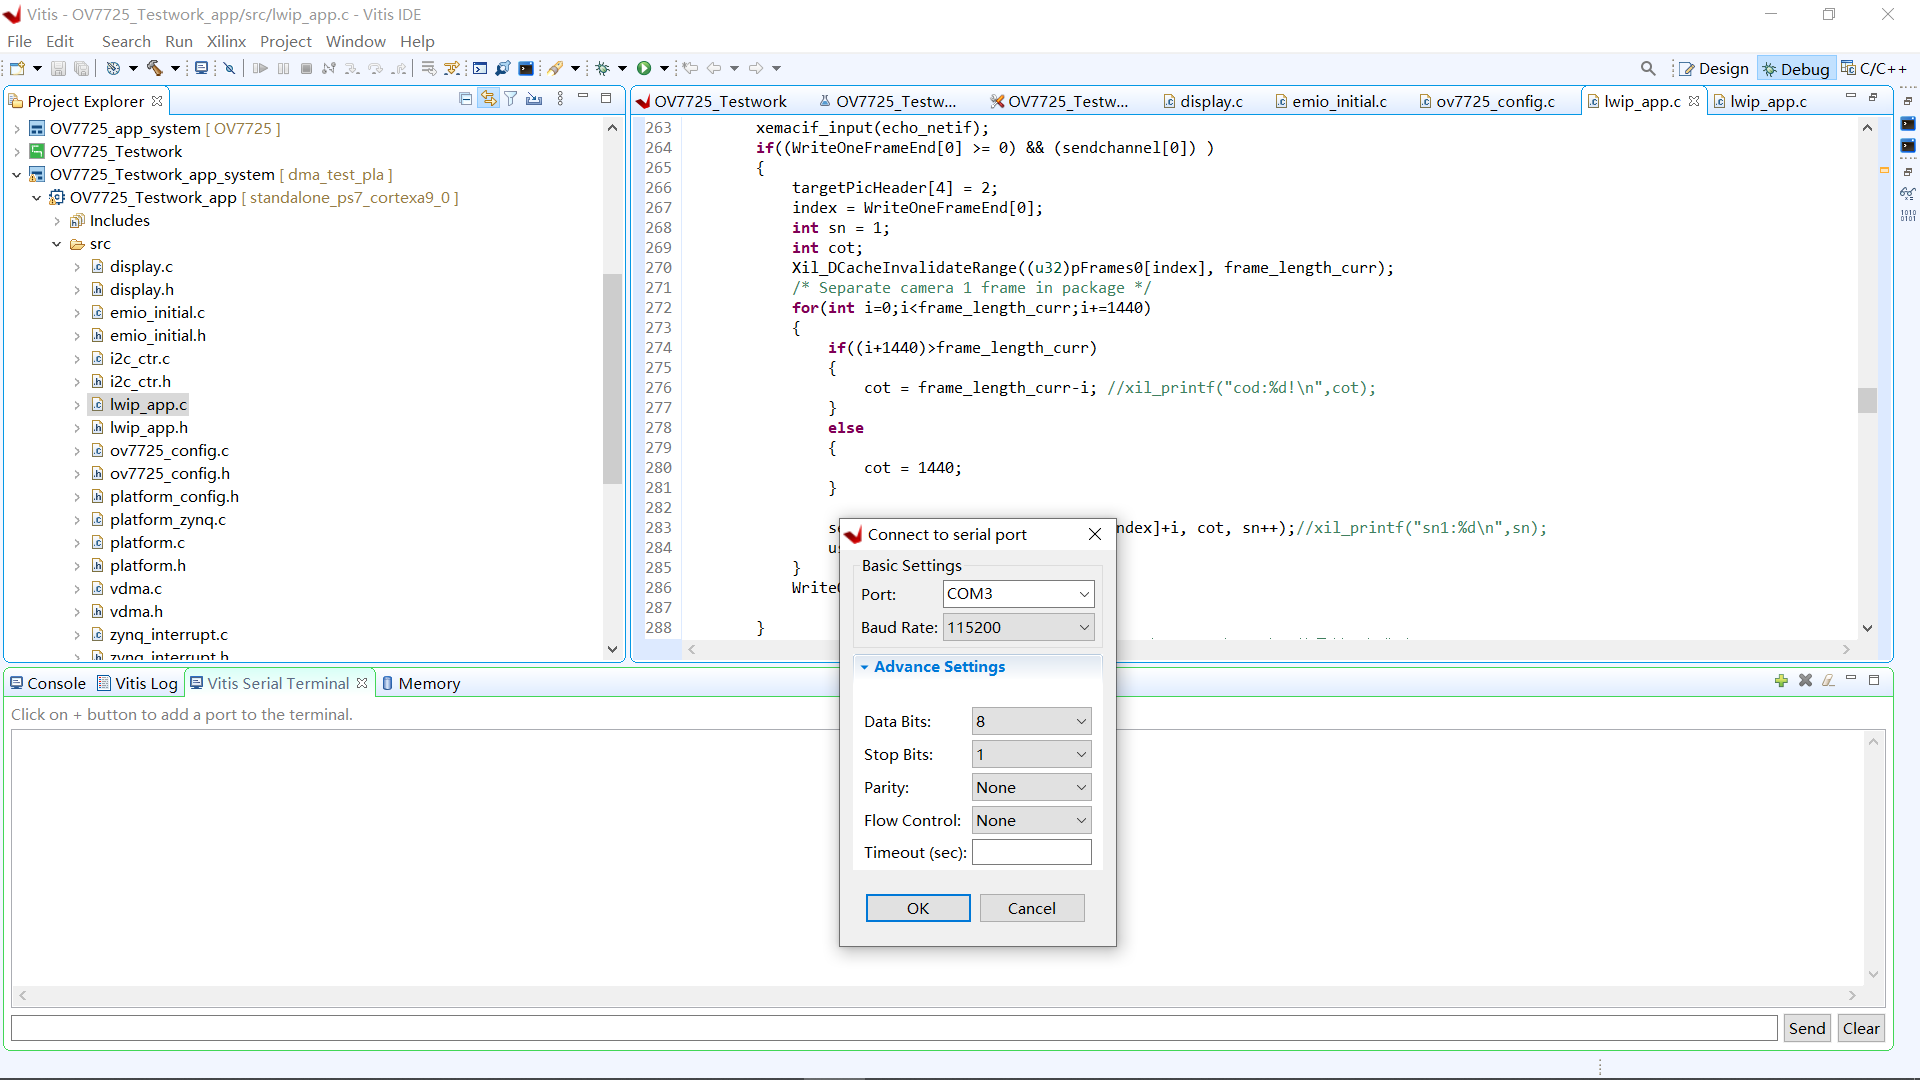 Vitis - OV7725_Testwork_app/src/lwip_app.c - Vitis IDE
File Edit Search Run Xilinx Project Window Help
Design Debug C/C++
Project Explorer
OV7725_app_system [ OV7725 ]
OV7725_Testwork
OV7725_Testwork_app_system [ dma_test_pla ]
OV7725_Testwork_app [ standalone_ps7_cortexa9_0 ]
Includes
src
display.c
display.h
emio_initial.c
emio_initial.h
i2c_ctr.c
i2c_ctr.h
lwip_app.c
lwip_app.h
ov7725_config.c
ov7725_config.h
platform_config.h
platform_zynq.c
platform.c
platform.h
vdma.c
vdma.h
zynq_interrupt.c
zynq_interrupt.h
OV7725_Testwork OV7725_Testw... OV7725_Testw... display.c emio_initial.c ov7725_config.c lwip_app.c lwip_app.c
263 xemacif_input(echo_netif);
264 if((WriteOneFrameEnd[0] >= 0) && (sendchannel[0]) )
265 {
266 targetPicHeader[4] = 2;
267 index = WriteOneFrameEnd[0];
268 int sn = 1;
269 int cot;
270 Xil_DCacheInvalidateRange((u32)pFrames0[index], frame_length_curr);
271 /* Separate camera 1 frame in package */
272 for(int i=0;i<frame_length_curr;i+=1440)
273 {
274 if((i+1440)>frame_length_curr)
275 {
276 cot = frame_length_curr-i; //xil_printf("cod:%d!\n",cot);
277 }
278 else
279 {
280 cot = 1440;
281 }
282
283 ndex]+i, cot, sn++);//xil_printf("sn1:%d\n",sn);
284
285 }
286 Write
287
288 }
Connect to serial port
Basic Settings
Port: COM3
Baud Rate: 115200
Advance Settings
Data Bits: 8
Stop Bits: 1
Parity: None
Flow Control: None
Timeout (sec):
OK Cancel
Console Vitis Log Vitis Serial Terminal Memory
Click on + button to add a port to the terminal.
Send Clear